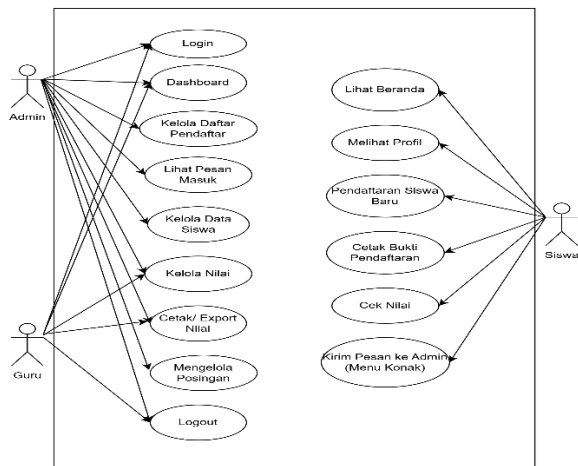 Login
Dashboard
Admin
Kelola Daftar
Pendaftar
Lihat Pesan
Masuk
Kelola Data
Siswa
Kelola Nilai
Cetak/ Export
Nilai
Guru
Mengelola
Posingan
Logout
Lihat Beranda
Melihat Profil
Pendaftaran SIswa
Baru
Cetak Bukti
Pendaftaran
Siswa
Cek Nilai
Kirim Pesan ke Admin
(Menu Konak)